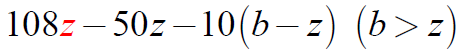 108z − 50z − 10(b − z) (b > z)